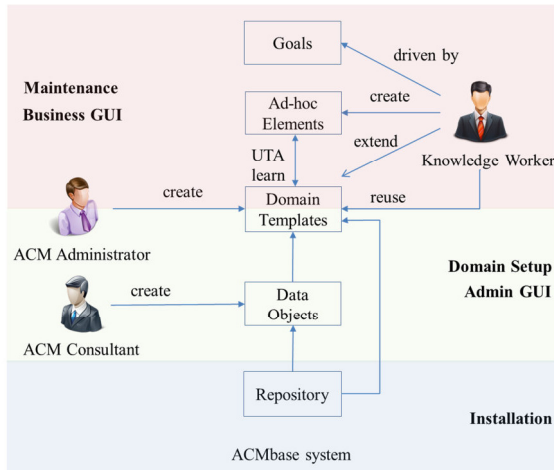 Goals
driven by
Maintenance
Business GUI
Ad-hoc
Elements
create
extend
UTA
learn
Knowledge Worker
create
Domain
Templates
reuse
ACM Administrator
Domain Setup
Admin GUI
create
Data
Objects
ACM Consultant
Repository
Installation
ACMbase system